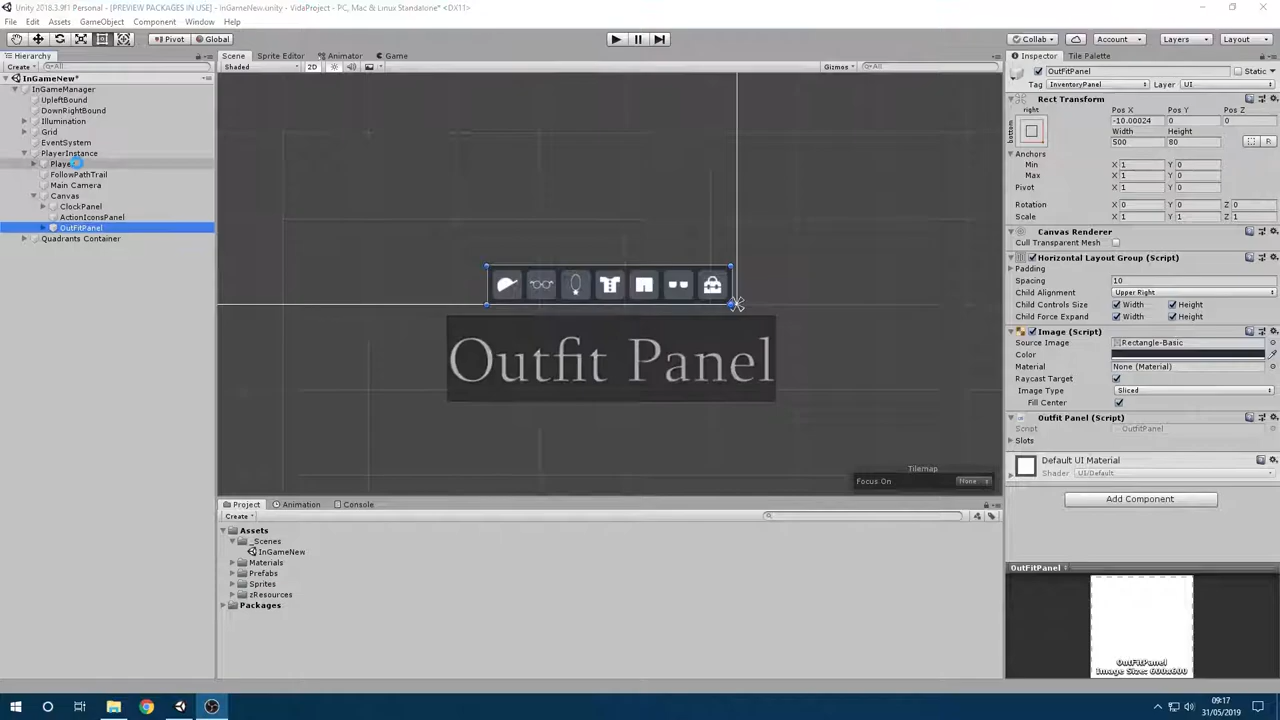 Unity 2018.3.9f1 Personal - [PREVIEW PACKAGES IN USE] - InGameNew.unity - VidaProject - PC, Mac & Linux Standalone* <DX11>
File Edit Assets GameObject Component Window Help
Pivot Global Collab Account Layers Layout
Hierarchy Scene Sprite Editor Animator Game Inspector Tile Palette
Create All Shaded 2D Gizmos All
InGameNew*
InGameManager
UpleftBound
DownRightBound
Illumination
Grid
EventSystem
PlayerInstance
Playe
FollowPathTrail
Main Camera
Canvas
ClockPanel
ActionIconsPanel
OutFitPanel
Quadrants Container
Outfit Panel
Tilemap
Focus On None
OutFitPanel Static
Tag InventoryPanel Layer UI
Rect Transform
right Pos X Pos Y Pos Z
bottom -10.00024 0 0
Width Height
500 80 R
Anchors
Min X 1 Y 0
Max X 1 Y 0
Pivot X 1 Y 0
Rotation X 0 Y 0 Z 0
Scale X 1 Y 1 Z 1
Canvas Renderer
Cull Transparent Mesh
Horizontal Layout Group (Script)
Padding
Spacing 10
Child Alignment Upper Right
Child Controls Size Width Height
Child Force Expand Width Height
Image (Script)
Source Image Rectangle-Basic
Color
Material None (Material)
Raycast Target
Image Type Sliced
Fill Center
Outfit Panel (Script)
Script OutfitPanel
Slots
Default UI Material
Shader UI/Default
Add Component
Project Animation Console
Create
Assets
_Scenes
InGameNew
Materials
Prefabs
Sprites
zResources
Packages
OutFitPanel
OutFitPanel
Image Size: 600x600
09:17
31/05/2019